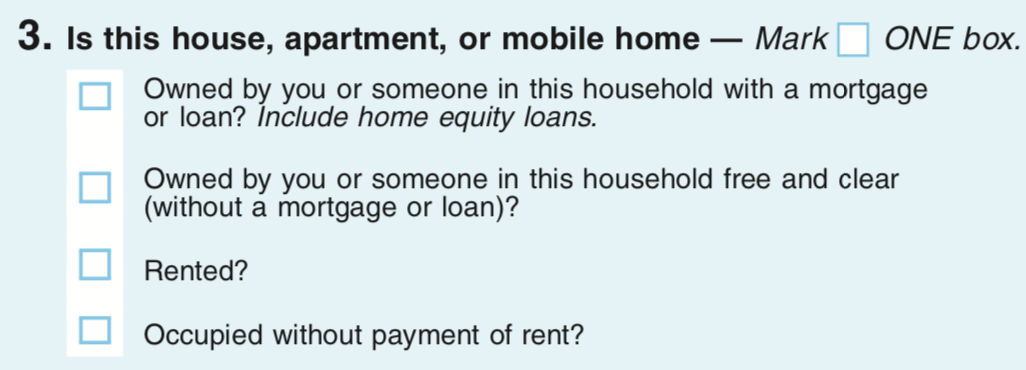 3. Is this house, apartment, or mobile home — Mark ☐ ONE box.
Owned by you or someone in this household with a mortgage
or loan? Include home equity loans.
Owned by you or someone in this household free and clear
(without a mortgage or loan)?
Rented?
Occupied without payment of rent?